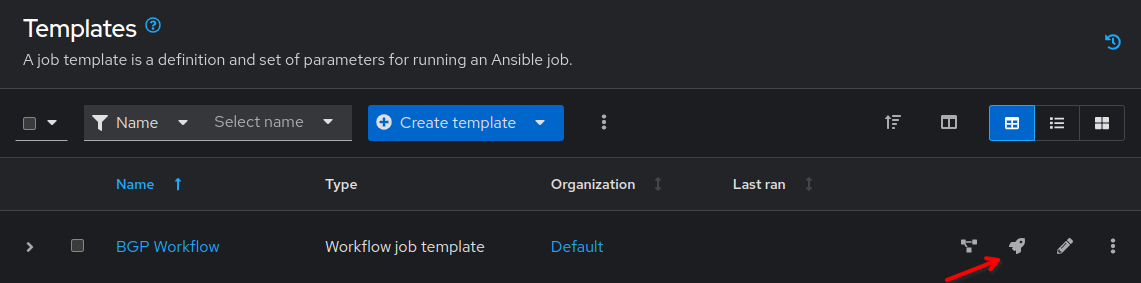 Templates
A job template is a definition and set of parameters for running an Ansible job.
Name Select name Create template
Name Type Organization Last ran
BGP Workflow Workflow job template Default